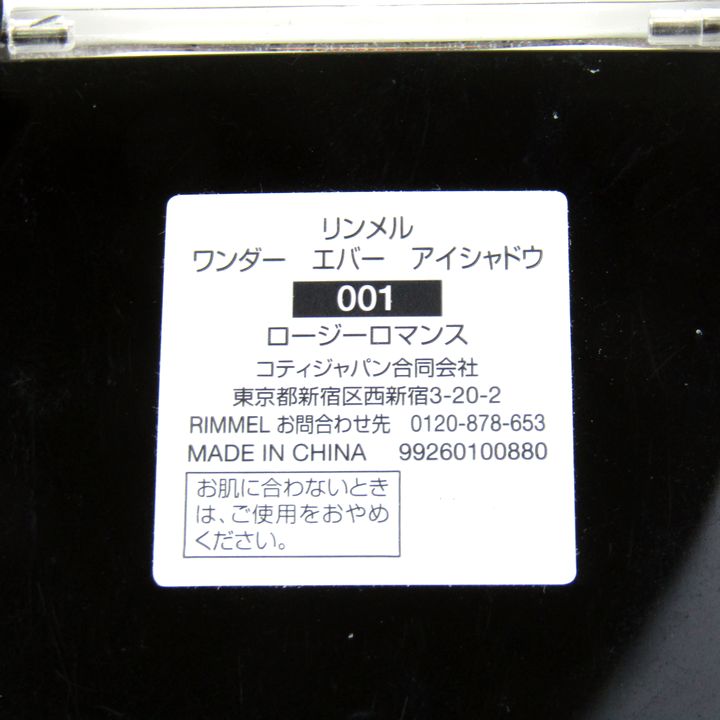 リンメル
ワンダー エバー アイシャドウ
001
ロージーロマンス
コティジャパン合同会社
東京都新宿区西新宿3-20-2
RIMMEL お問合わせ先 0120-878-653
MADE IN CHINA 99260100880
お肌に合わないとき
は、ご使用をおやめ
ください。